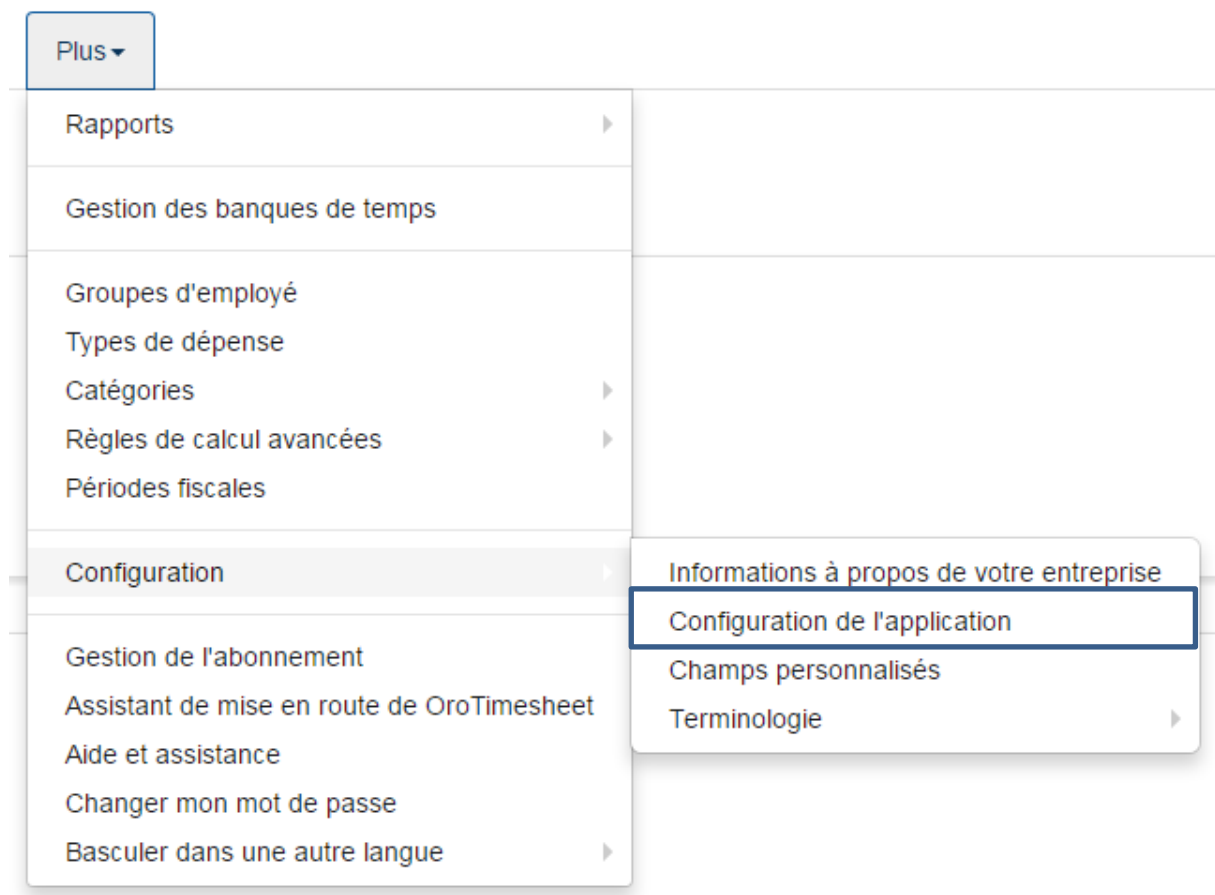 Plus
Rapports
Gestion des banques de temps
Groupes d'employé
Types de dépense
Catégories
Règles de calcul avancées
Périodes fiscales
Configuration
Informations à propos de votre entreprise
Configuration de l'application
Champs personnalisés
Terminologie
Gestion de l'abonnement
Assistant de mise en route de OroTimesheet
Aide et assistance
Changer mon mot de passe
Basculer dans une autre langue